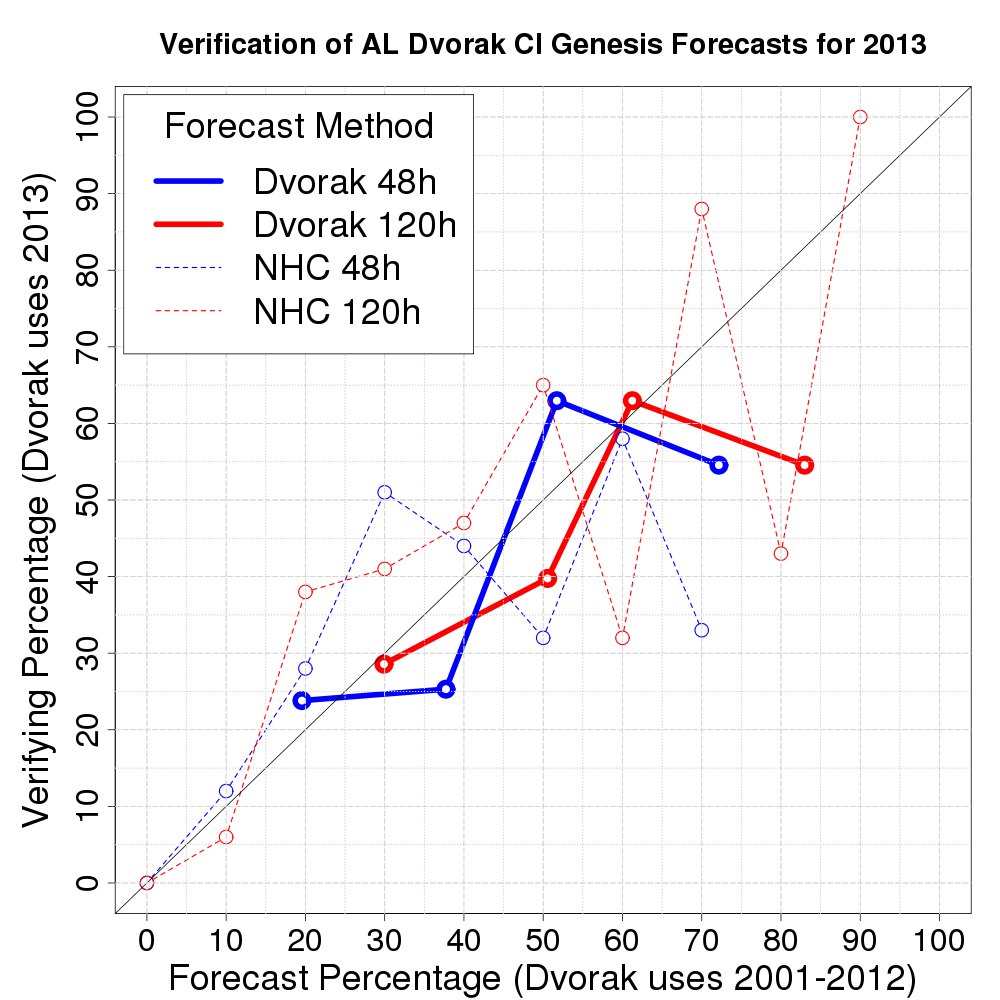 Verification of AL Dvorak CI Genesis Forecasts for 2013
Forecast Method
Dvorak 48h
Dvorak 120h
NHC 48h
NHC 120h
Verifying Percentage (Dvorak uses 2013)
100
90
80
70
60
50
40
30
20
10
0
0 10 20 30 40 50 60 70 80 90 100
Forecast Percentage (Dvorak uses 2001-2012)